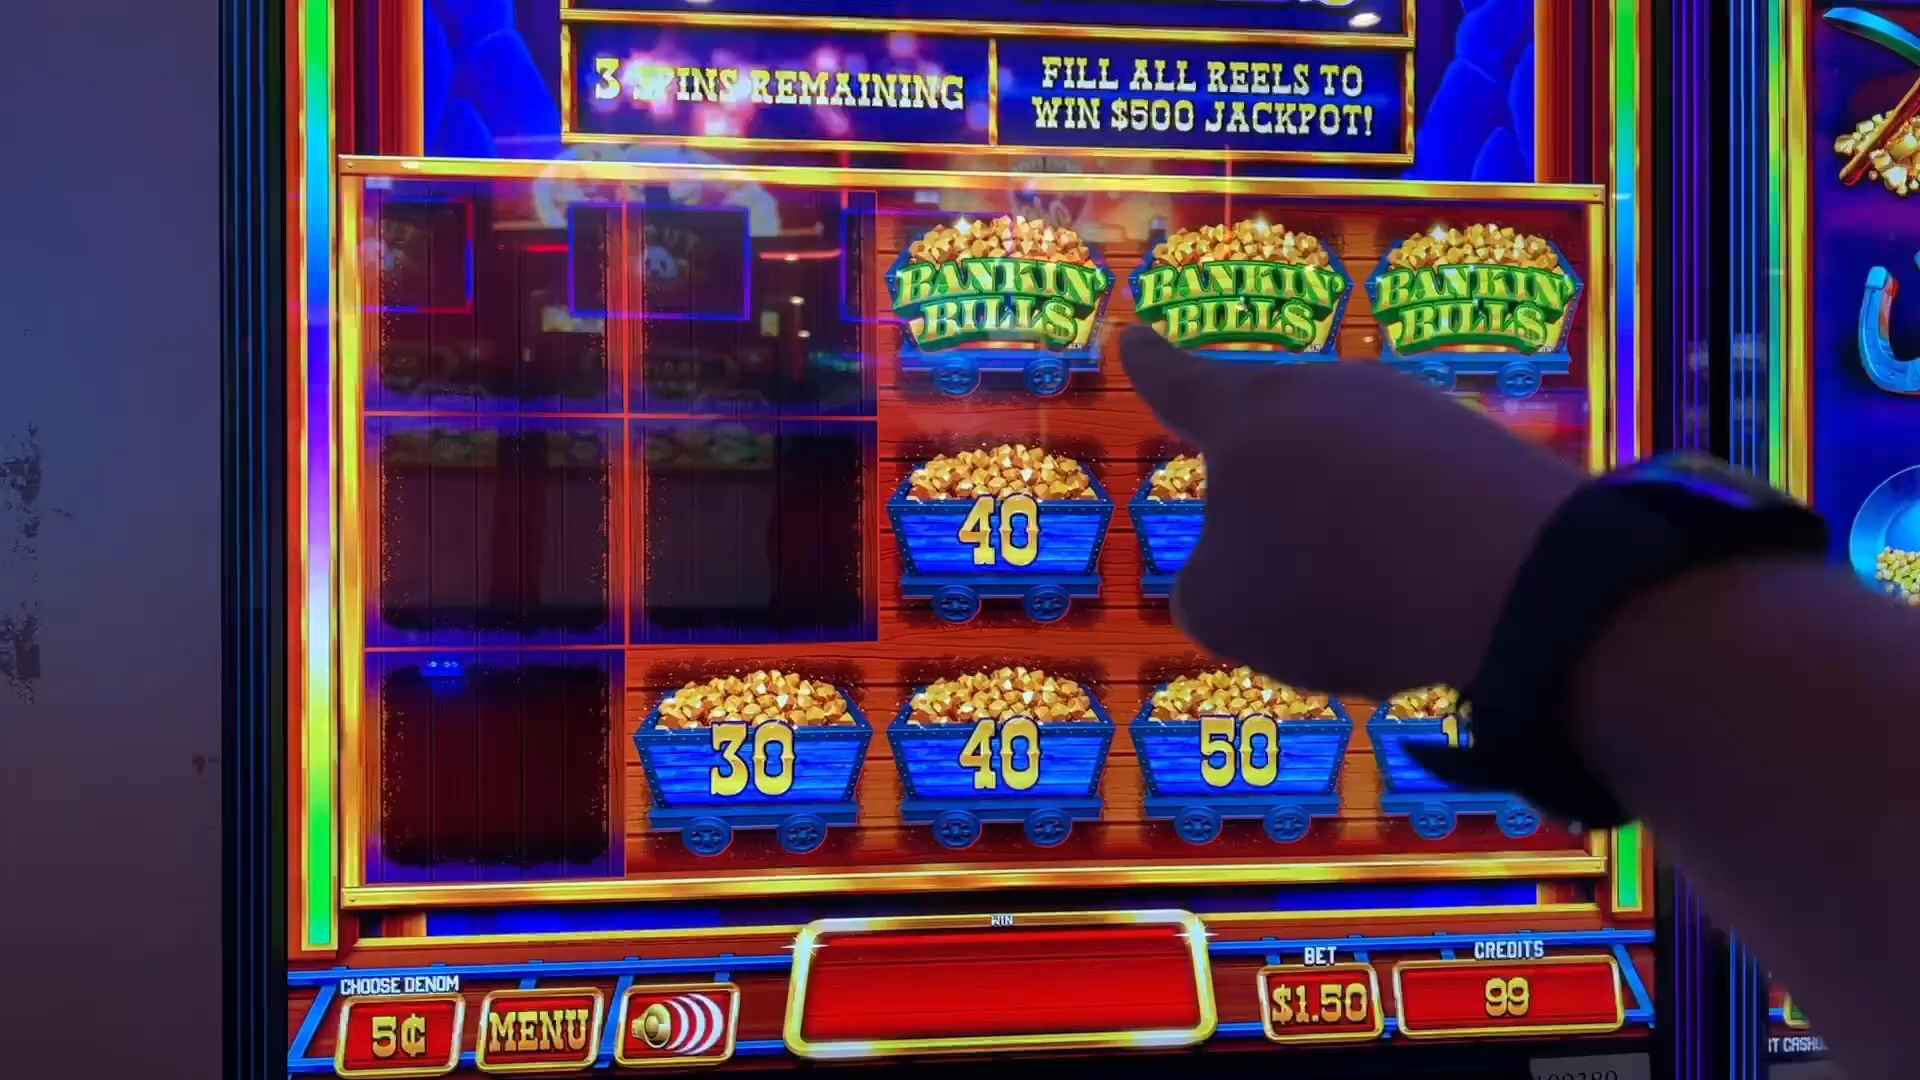 3 SPINS REMAINING
FILL ALL REELS TO
WIN $500 JACKPOT!
BANKIN' BILLS
BANKIN' BILLS
BANKIN' BILLS
40
30
40
50
WIN
CHOOSE DENOM
5¢
MENU
BET
$1.50
CREDITS
99